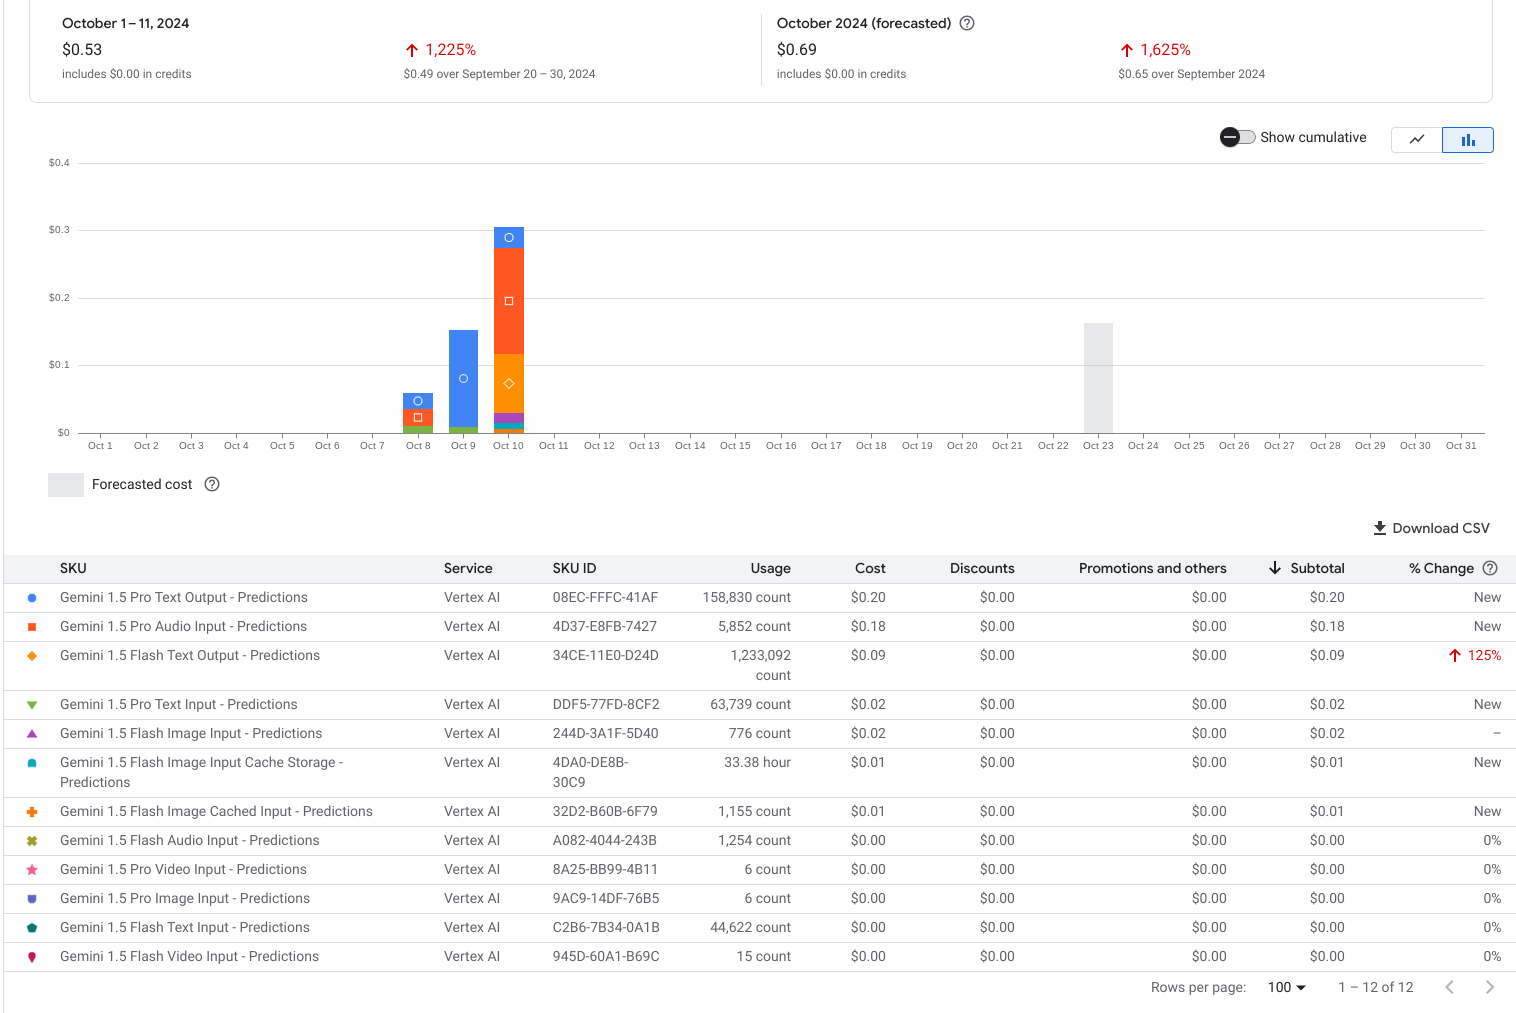 October 1 – 11, 2024
$0.53
includes $0.00 in credits
1,225%
$0.49 over September 20 – 30, 2024
October 2024 (forecasted)
$0.69
includes $0.00 in credits
1,625%
$0.65 over September 2024
Show cumulative
$0.4
$0.3
$0.2
$0.1
$0
Oct 1 Oct 2 Oct 3 Oct 4 Oct 5 Oct 6 Oct 7 Oct 8 Oct 9 Oct 10 Oct 11 Oct 12 Oct 13 Oct 14 Oct 15 Oct 16 Oct 17 Oct 18 Oct 19 Oct 20 Oct 21 Oct 22 Oct 23 Oct 24 Oct 25 Oct 26 Oct 27 Oct 28 Oct 29 Oct 30 Oct 31
Forecasted cost
Download CSV
SKU Service SKU ID Usage Cost Discounts Promotions and others Subtotal % Change
Gemini 1.5 Pro Text Output - Predictions Vertex AI 08EC-FFFC-41AF 158,830 count $0.20 $0.00 $0.00 $0.20 New
Gemini 1.5 Pro Audio Input - Predictions Vertex AI 4D37-E8FB-7427 5,852 count $0.18 $0.00 $0.00 $0.18 New
Gemini 1.5 Flash Text Output - Predictions Vertex AI 34CE-11E0-D24D 1,233,092 $0.09 $0.00 $0.00 $0.09 125%
count
Gemini 1.5 Pro Text Input - Predictions Vertex AI DDF5-77FD-8CF2 63,739 count $0.02 $0.00 $0.00 $0.02 New
Gemini 1.5 Flash Image Input - Predictions Vertex AI 244D-3A1F-5D40 776 count $0.02 $0.00 $0.00 $0.02 –
Gemini 1.5 Flash Image Input Cache Storage - Vertex AI 4DA0-DE8B- 33.38 hour $0.01 $0.00 $0.00 $0.01 New
Predictions 30C9
Gemini 1.5 Flash Image Cached Input - Predictions Vertex AI 32D2-B60B-6F79 1,155 count $0.01 $0.00 $0.00 $0.01 New
Gemini 1.5 Flash Audio Input - Predictions Vertex AI A082-4044-243B 1,254 count $0.00 $0.00 $0.00 $0.00 0%
Gemini 1.5 Pro Video Input - Predictions Vertex AI 8A25-BB99-4B11 6 count $0.00 $0.00 $0.00 $0.00 0%
Gemini 1.5 Pro Image Input - Predictions Vertex AI 9AC9-14DF-76B5 6 count $0.00 $0.00 $0.00 $0.00 0%
Gemini 1.5 Flash Text Input - Predictions Vertex AI C2B6-7B34-0A1B 44,622 count $0.00 $0.00 $0.00 $0.00 0%
Gemini 1.5 Flash Video Input - Predictions Vertex AI 945D-60A1-B69C 15 count $0.00 $0.00 $0.00 $0.00 0%
Rows per page: 100 1 – 12 of 12